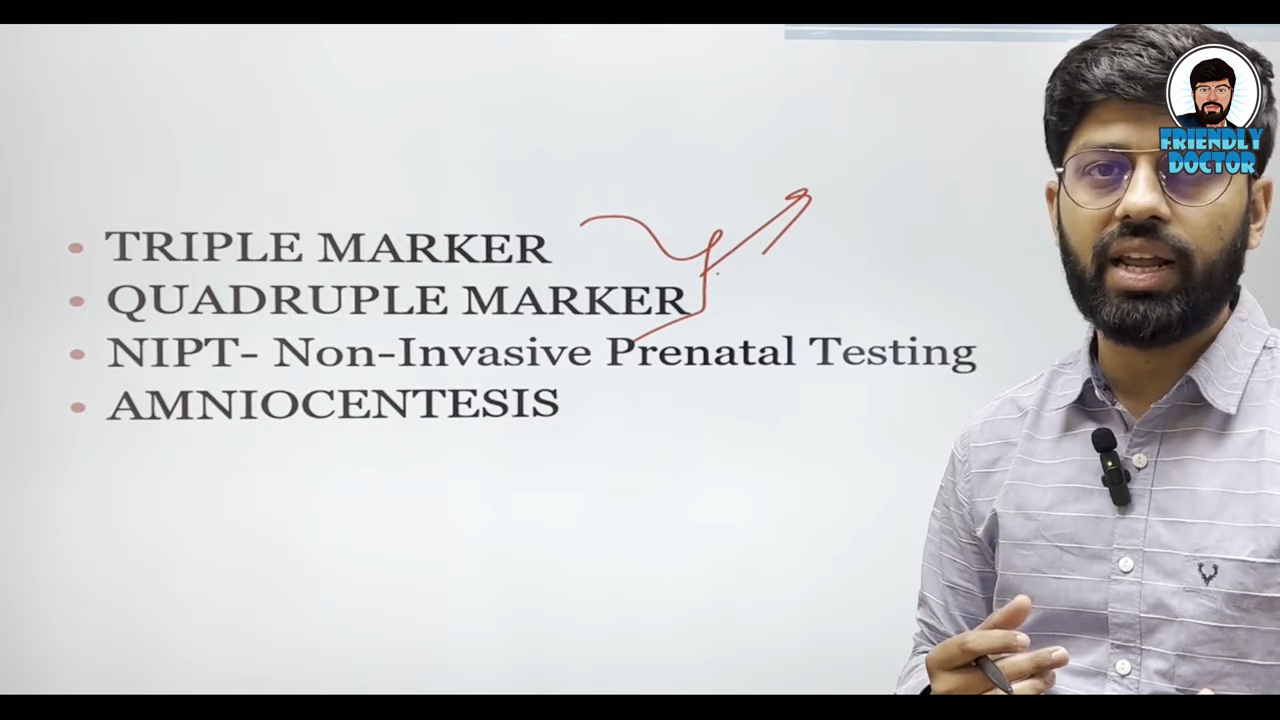 • TRIPLE MARKER
• QUADRUPLE MARKER
• NIPT- Non-Invasive Prenatal Testing
• AMNIOCENTESIS
FRIENDLY
DOCTOR